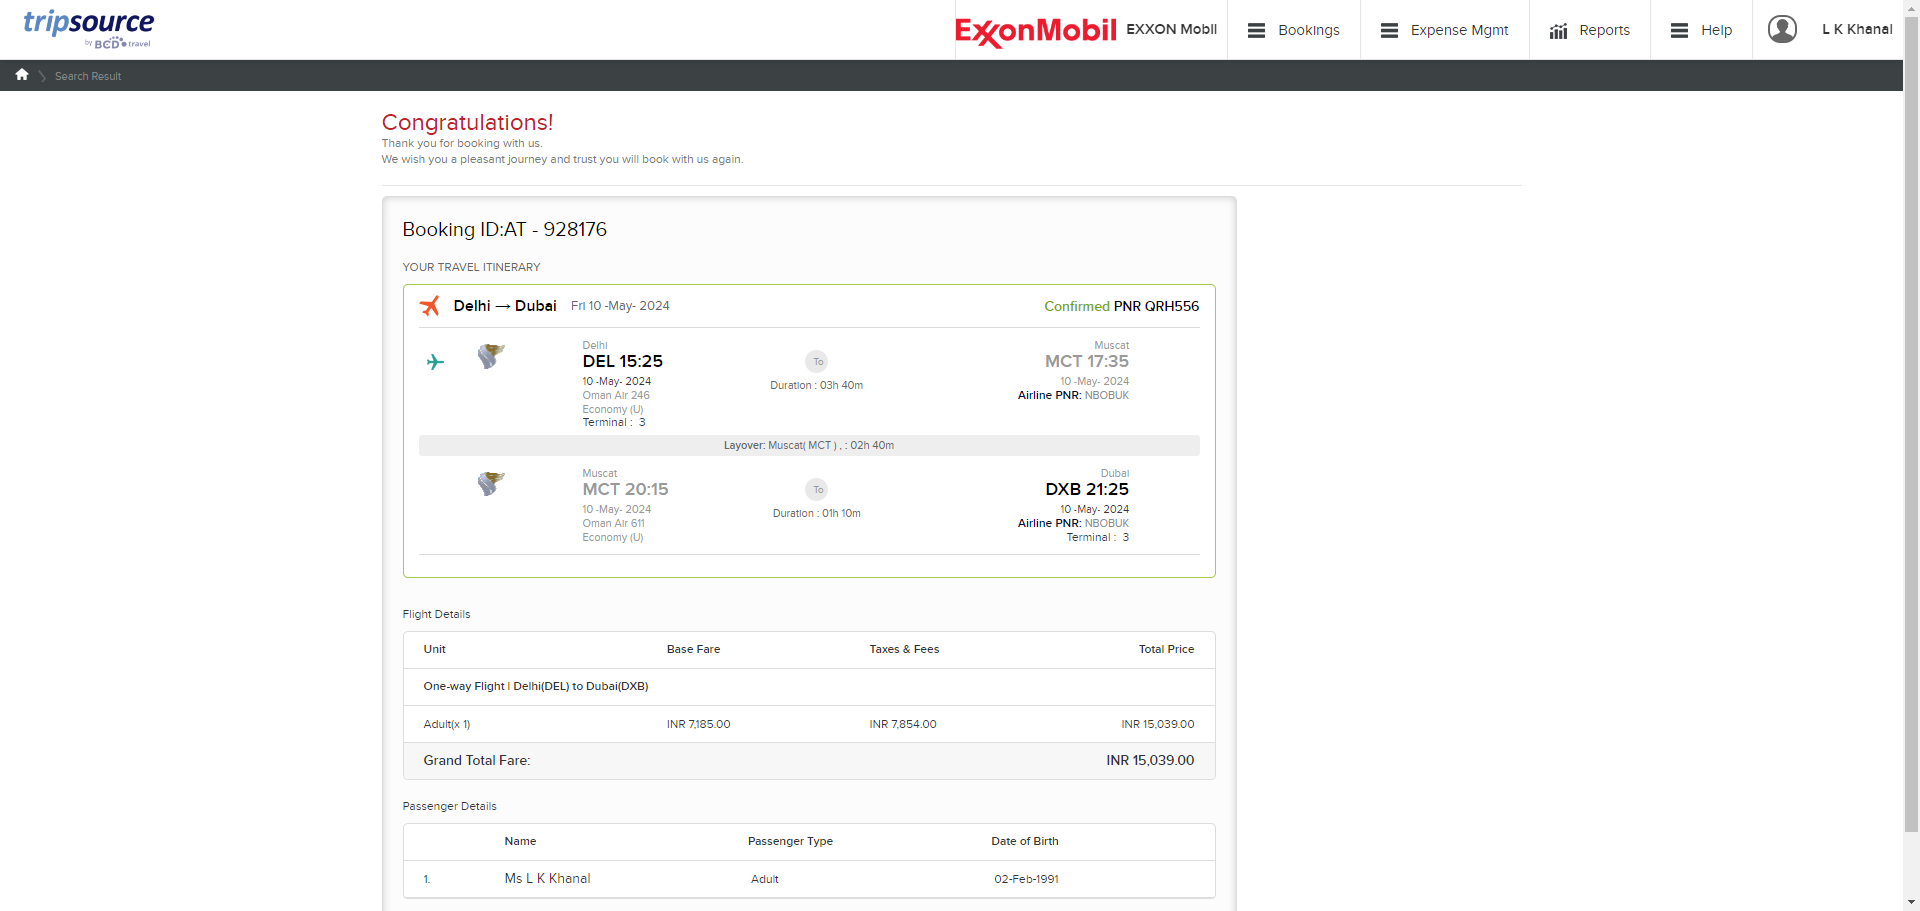 tripsource
by BCD travel
ExxonMobil EXXON Mobil
Bookings
Expense Mgmt
Reports
Help
L K Khanal
Search Result
Congratulations!
Thank you for booking with us.
We wish you a pleasant journey and trust you will book with us again.
Booking ID:AT - 928176
YOUR TRAVEL ITINERARY
Delhi → Dubai Fri 10 -May- 2024 Confirmed PNR QRH556
Delhi Muscat
DEL 15:25 To MCT 17:35
10 -May- 2024 Duration : 03h 40m 10 -May- 2024
Oman Air 246 Airline PNR: NBOBUK
Economy (U)
Terminal : 3
Layover: Muscat( MCT ) , : 02h 40m
Muscat Dubai
MCT 20:15 To DXB 21:25
10 -May- 2024 Duration : 01h 10m 10 -May- 2024
Oman Air 611 Airline PNR: NBOBUK
Economy (U) Terminal : 3
Flight Details
Unit Base Fare Taxes & Fees Total Price
One-way Flight | Delhi(DEL) to Dubai(DXB)
Adult(x 1) INR 7,185.00 INR 7,854.00 INR 15,039.00
Grand Total Fare: INR 15,039.00
Passenger Details
Name Passenger Type Date of Birth
1. Ms L K Khanal Adult 02-Feb-1991